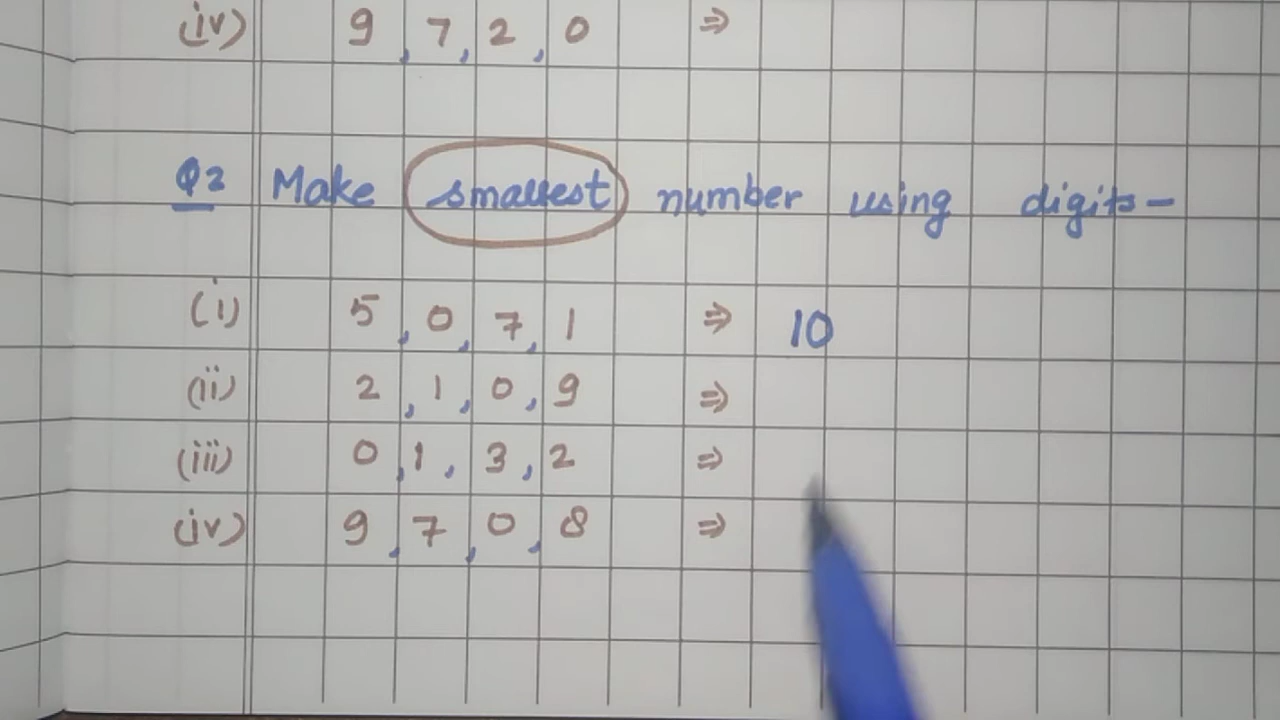 (iv) 9, 7, 2, 0 ⇒
Q2 Make smallest number using digits-
(i) 5, 0, 7, 1 ⇒ 10
(ii) 2, 1, 0, 9 ⇒
(iii) 0, 1, 3, 2 ⇒
(iv) 9, 7, 0, 8 ⇒